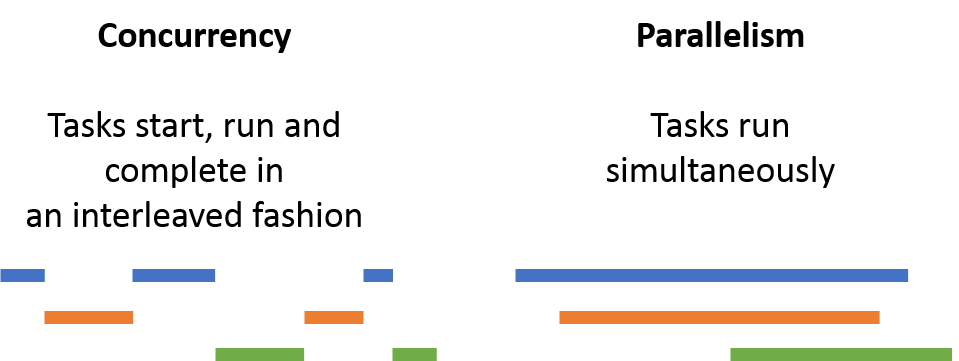 Concurrency
Tasks start, run and
complete in
an interleaved fashion
Parallelism
Tasks run
simultaneously